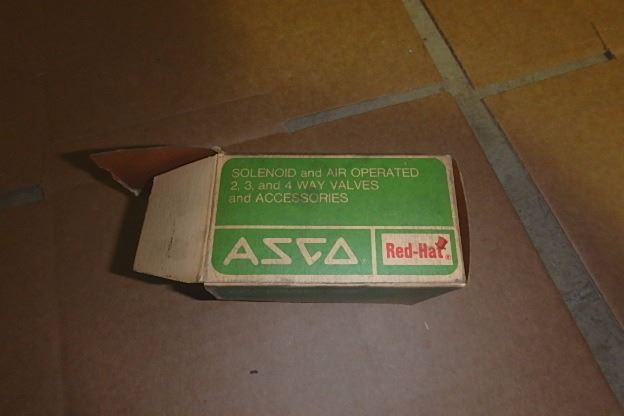 SOLENOID and AIR OPERATED
2, 3, and 4 WAY VALVES
and ACCESSORIES
ASCO
Red-Hat®